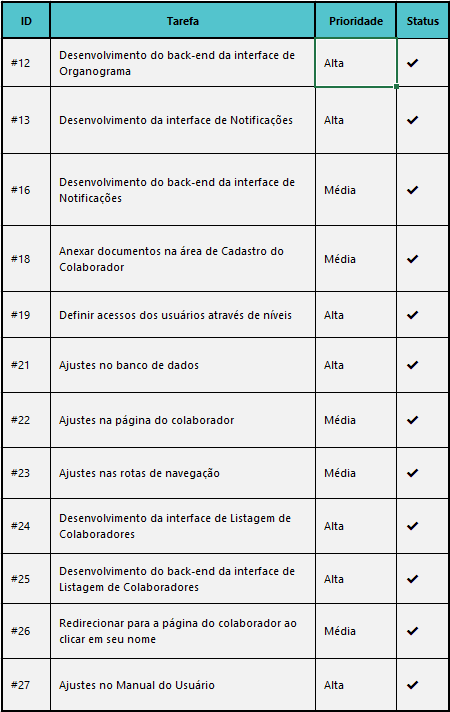 ID Tarefa Prioridade Status
#12 Desenvolvimento do back-end da interface de
Organograma Alta ✔
#13 Desenvolvimento da interface de Notificações Alta ✔
#16 Desenvolvimento do back-end da interface de
Notificações Média ✔
#18 Anexar documentos na área de Cadastro do
Colaborador Média ✔
#19 Definir acessos dos usuários através de níveis Alta ✔
#21 Ajustes no banco de dados Alta ✔
#22 Ajustes na página do colaborador Média ✔
#23 Ajustes nas rotas de navegação Média ✔
#24 Desenvolvimento da interface de Listagem de
Colaboradores Alta ✔
#25 Desenvolvimento do back-end da interface de
Listagem de Colaboradores Alta ✔
#26 Redirecionar para a página do colaborador ao
clicar em seu nome Média ✔
#27 Ajustes no Manual do Usuário Alta ✔